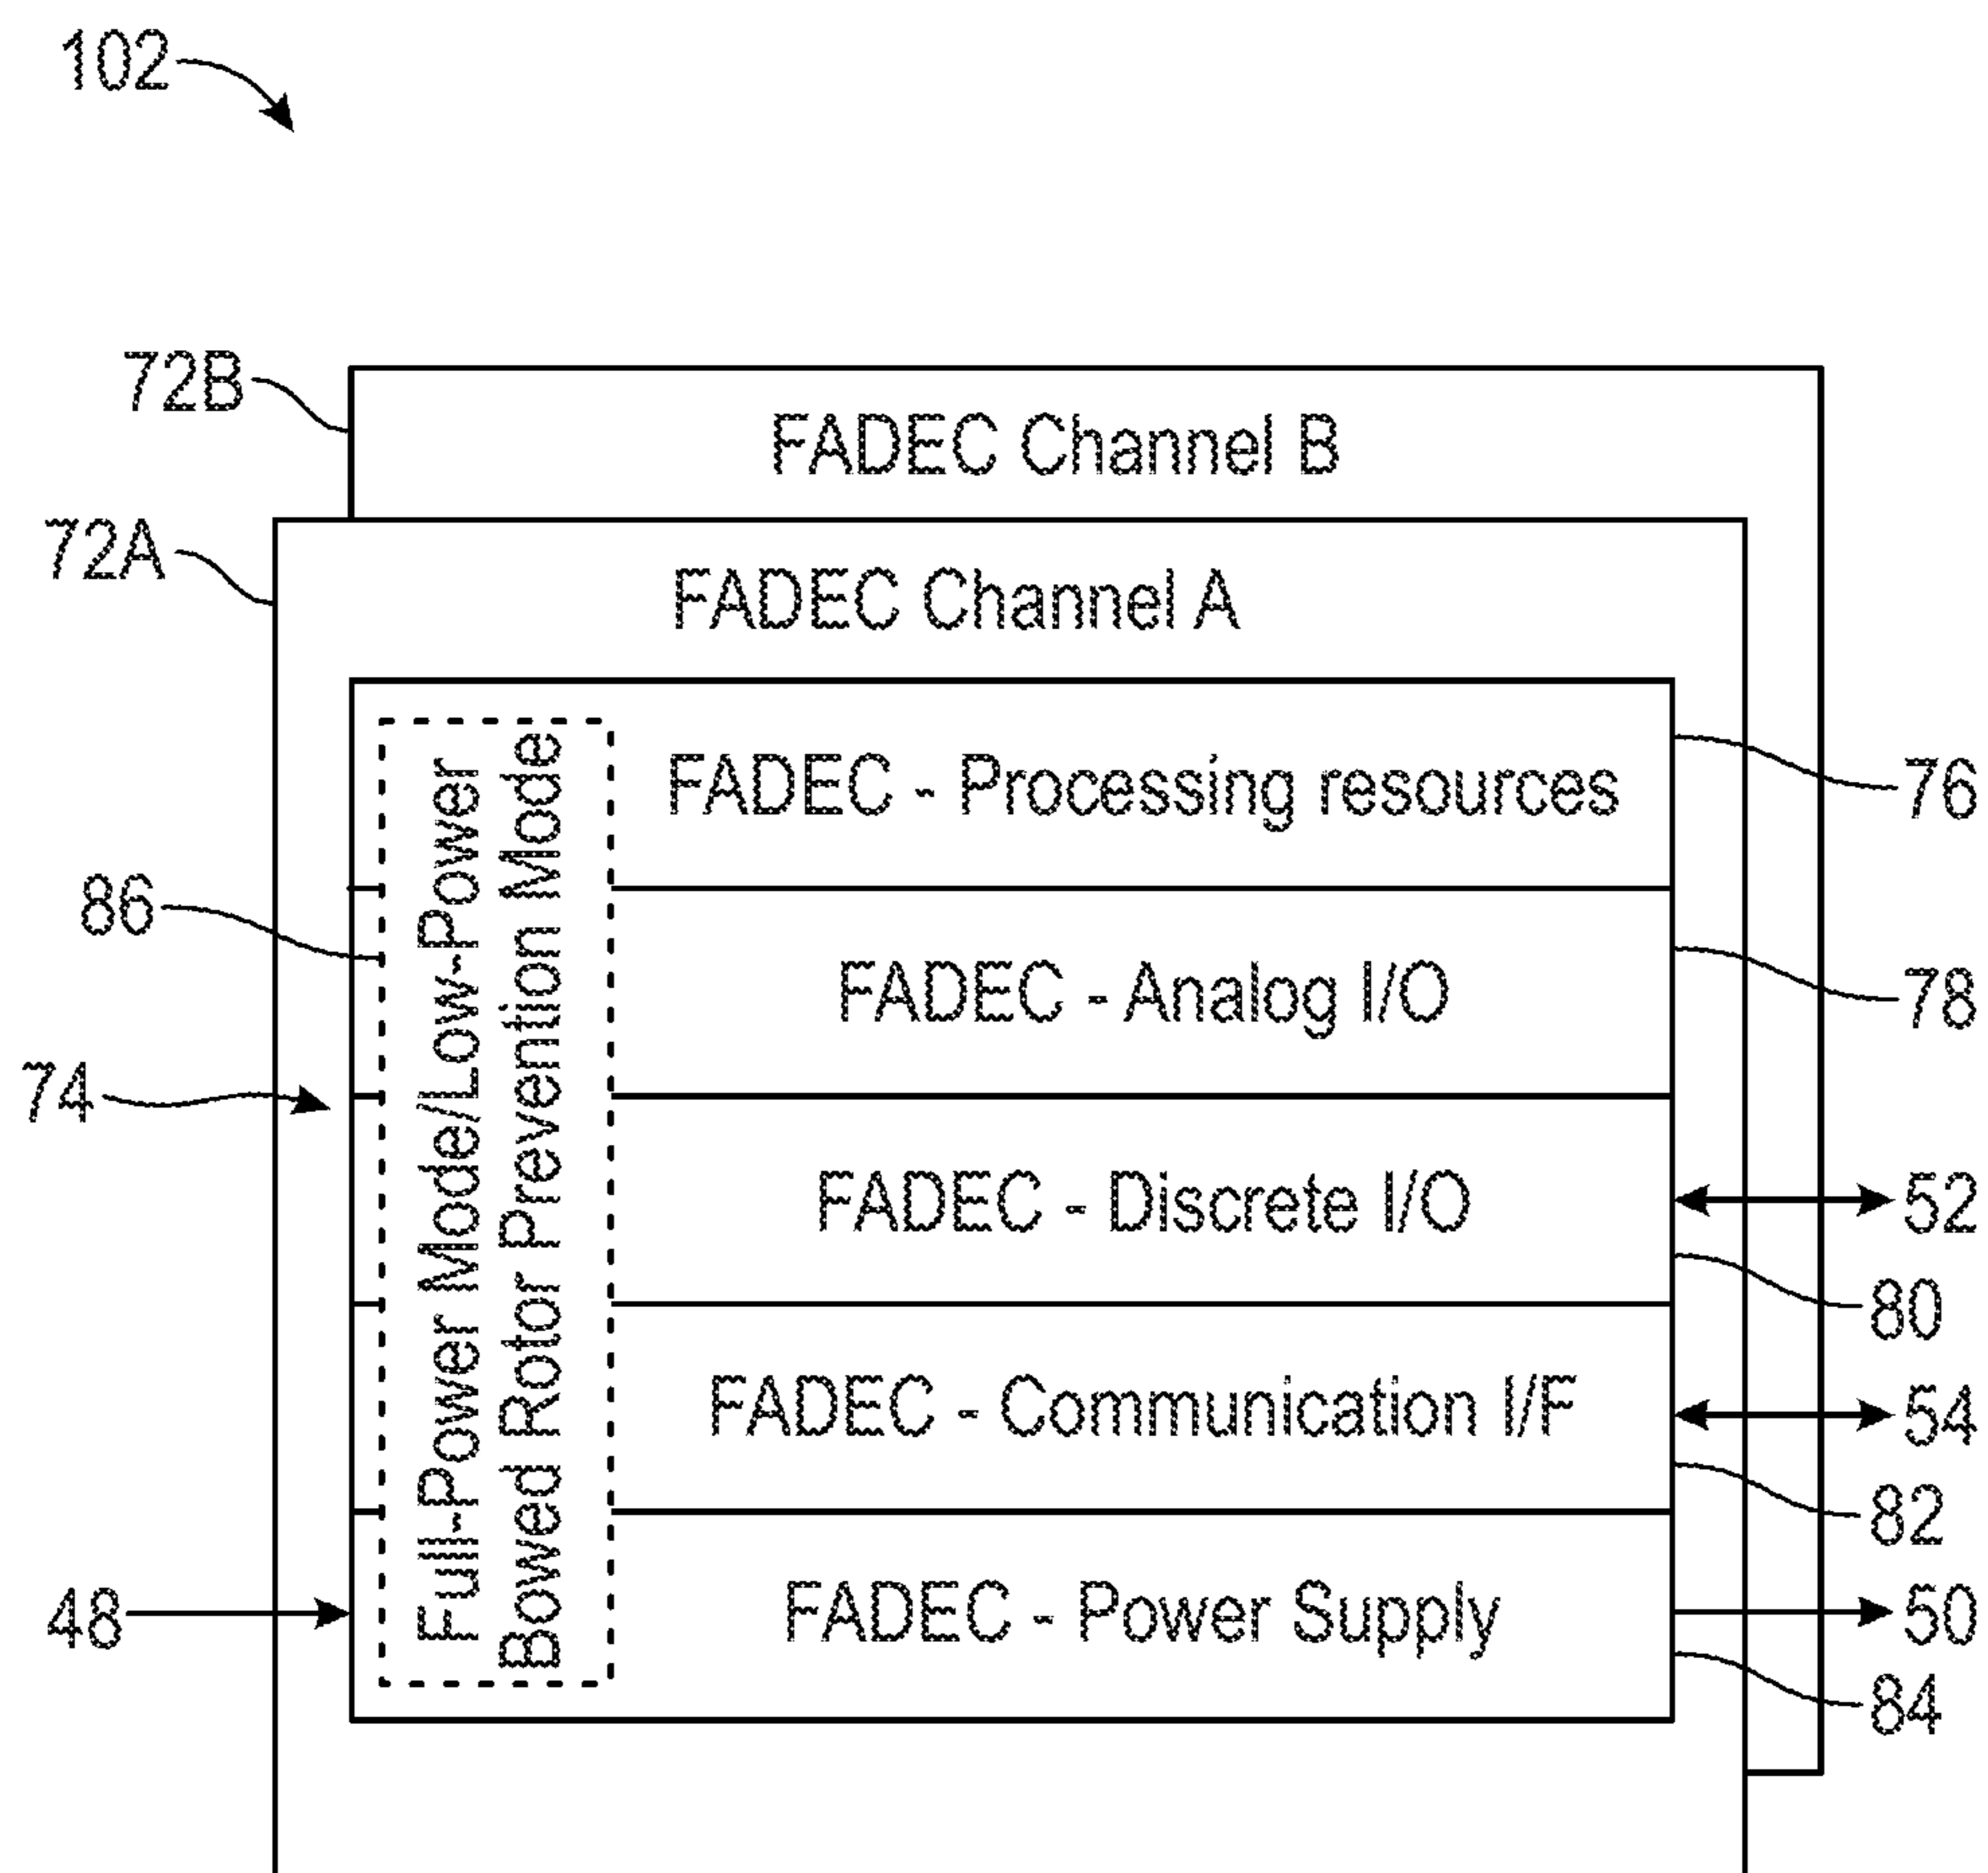 102
72B
FADEC Channel B
72A
FADEC Channel A
FADEC - Processing resources
76
86
Full-Power Mode/Low-Power
Bowed Rotor Prevention Mode
FADEC - Analog I/O
78
74
FADEC - Discrete I/O
52
80
FADEC - Communication I/F
54
82
48
FADEC - Power Supply
50
84